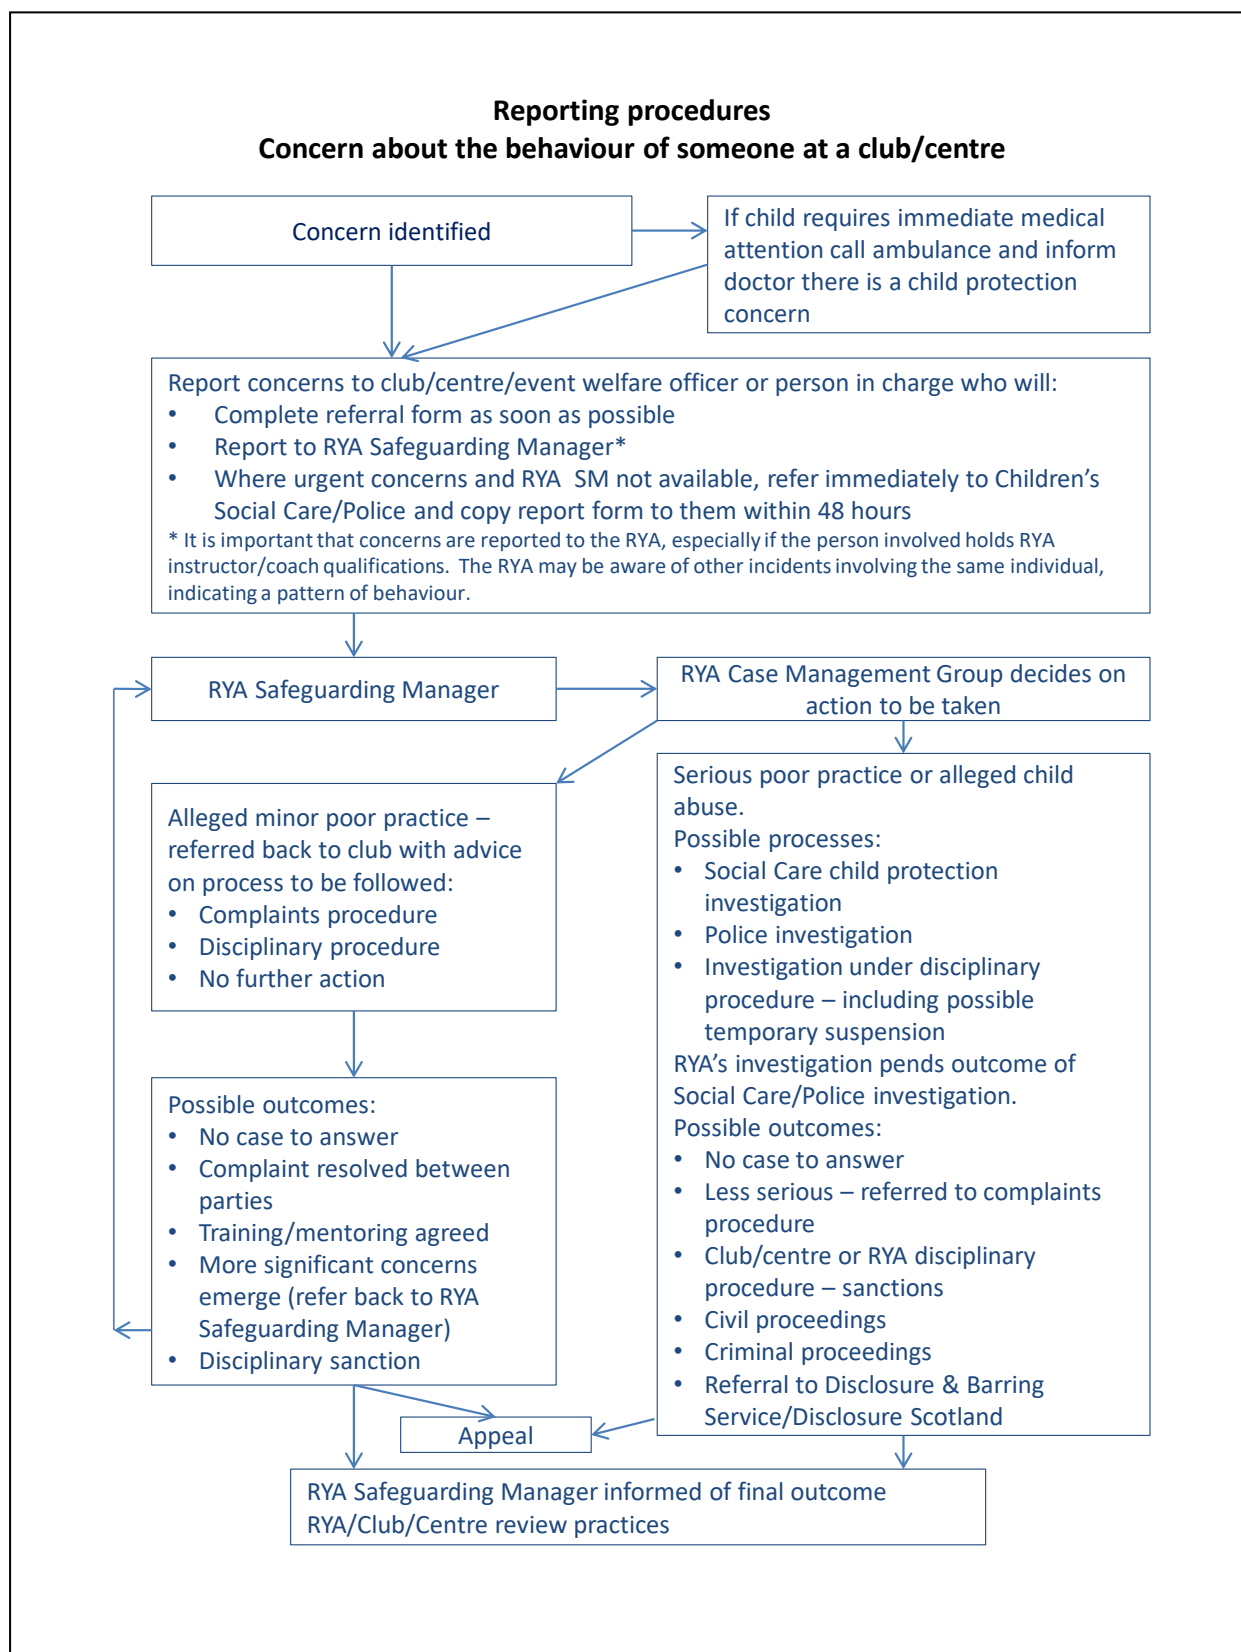 Reporting procedures
Concern about the behaviour of someone at a club/centre
Concern identified
If child requires immediate medical
attention call ambulance and inform
doctor there is a child protection
concern
Report concerns to club/centre/event welfare officer or person in charge who will:
• Complete referral form as soon as possible
• Report to RYA Safeguarding Manager*
• Where urgent concerns and RYA SM not available, refer immediately to Children's
Social Care/Police and copy report form to them within 48 hours
* It is important that concerns are reported to the RYA, especially if the person involved holds RYA
instructor/coach qualifications. The RYA may be aware of other incidents involving the same individual,
indicating a pattern of behaviour.
RYA Safeguarding Manager
RYA Case Management Group decides on
action to be taken
Alleged minor poor practice –
referred back to club with advice
on process to be followed:
• Complaints procedure
• Disciplinary procedure
• No further action
Serious poor practice or alleged child
abuse.
Possible processes:
• Social Care child protection
investigation
• Police investigation
• Investigation under disciplinary
procedure – including possible
temporary suspension
RYA's investigation pends outcome of
Social Care/Police investigation.
Possible outcomes:
• No case to answer
• Less serious – referred to complaints
procedure
• Club/centre or RYA disciplinary
procedure – sanctions
• Civil proceedings
• Criminal proceedings
• Referral to Disclosure & Barring
Service/Disclosure Scotland
Possible outcomes:
• No case to answer
• Complaint resolved between
parties
• Training/mentoring agreed
• More significant concerns
emerge (refer back to RYA
Safeguarding Manager)
• Disciplinary sanction
Appeal
RYA Safeguarding Manager informed of final outcome
RYA/Club/Centre review practices